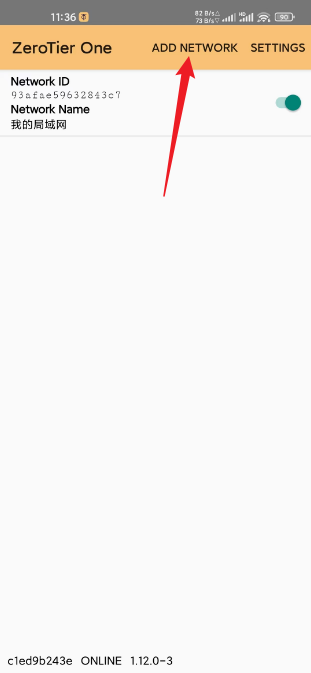 11:36
82 B/s
73 B/s
HD
90
ZeroTier One
ADD NETWORK
SETTINGS
Network ID
93afae59632843c7
Network Name
我的局域网
c1ed9b243e ONLINE 1.12.0-3